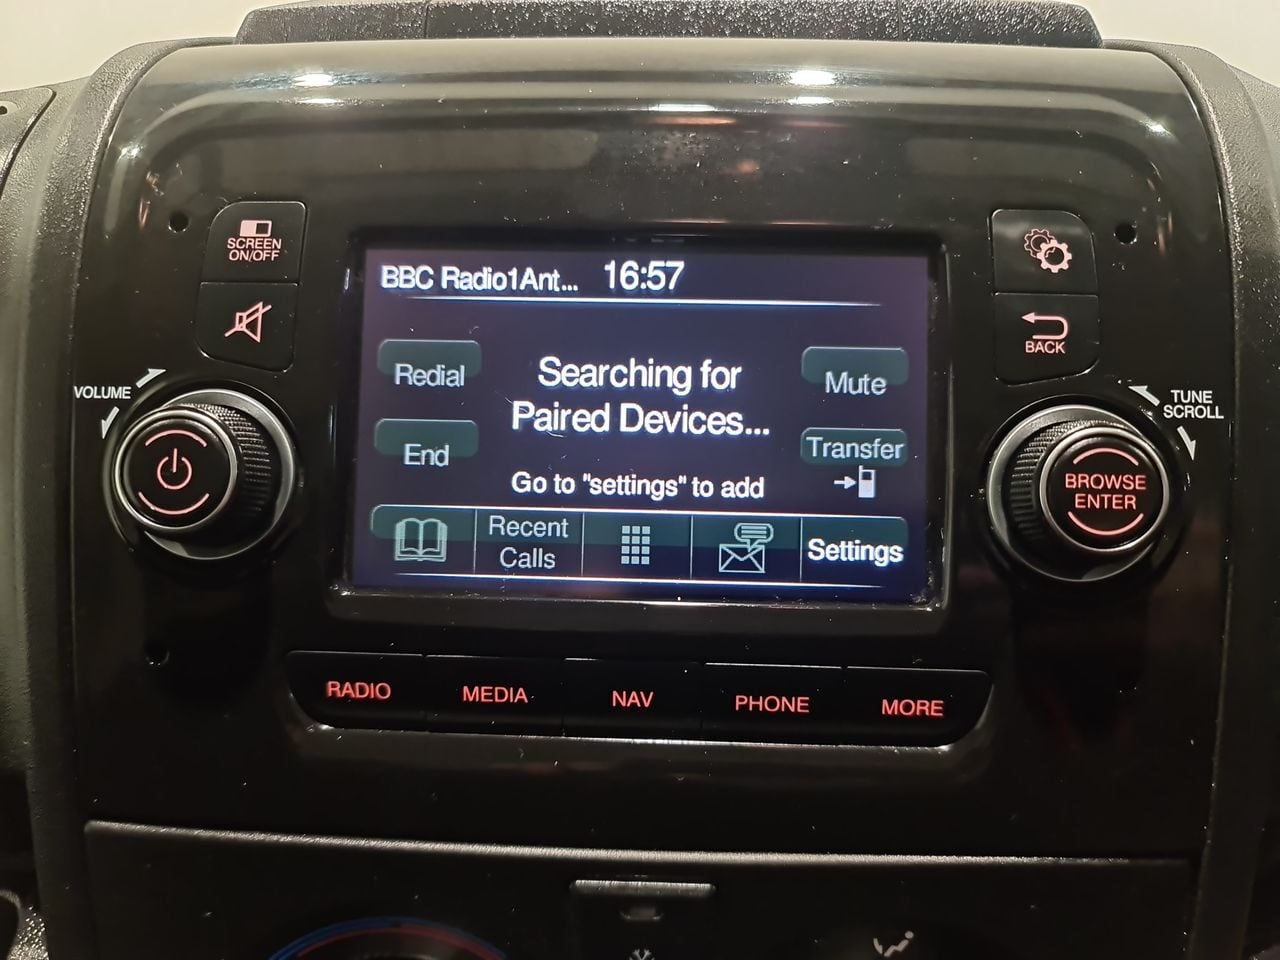 SCREEN
ON/OFF
VOLUME
BBC Radio1Ant... 16:57
Redial
End
Searching for
Paired Devices...
Go to "settings" to add
Mute
Transfer
Recent
Calls
Settings
BACK
TUNE
SCROLL
BROWSE
ENTER
RADIO
MEDIA
NAV
PHONE
MORE